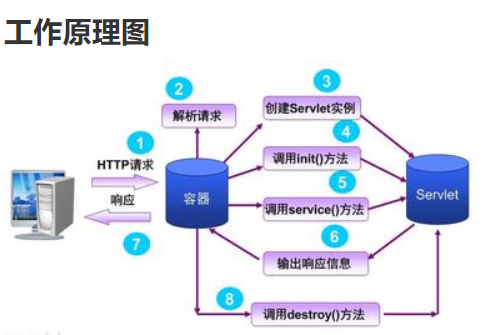 工作原理图
3
创建Servlet实例
2
解析请求
4
调用init()方法
1
HTTP请求
容器
5
调用service()方法
Servlet
响应
7
6
输出响应信息
8
调用destroy()方法